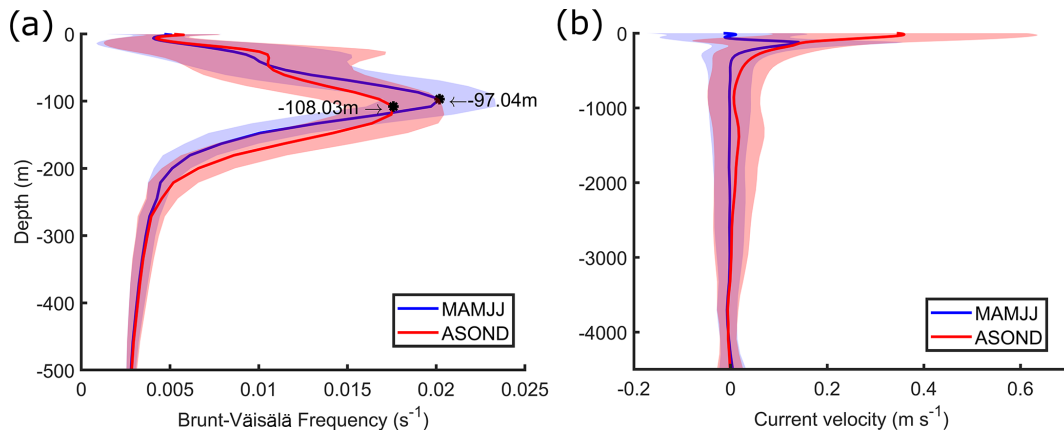 (a)
0
-100
-200
-300
-400
-500
Depth (m)
-108.03m
-97.04m
MAMJJ
ASOND
0 0.005 0.01 0.015 0.02 0.025
Brunt-Väisälä Frequency (s⁻¹)
(b)
0
-1000
-2000
-3000
-4000
MAMJJ
ASOND
-0.2 0 0.2 0.4 0.6
Current velocity (m s⁻¹)